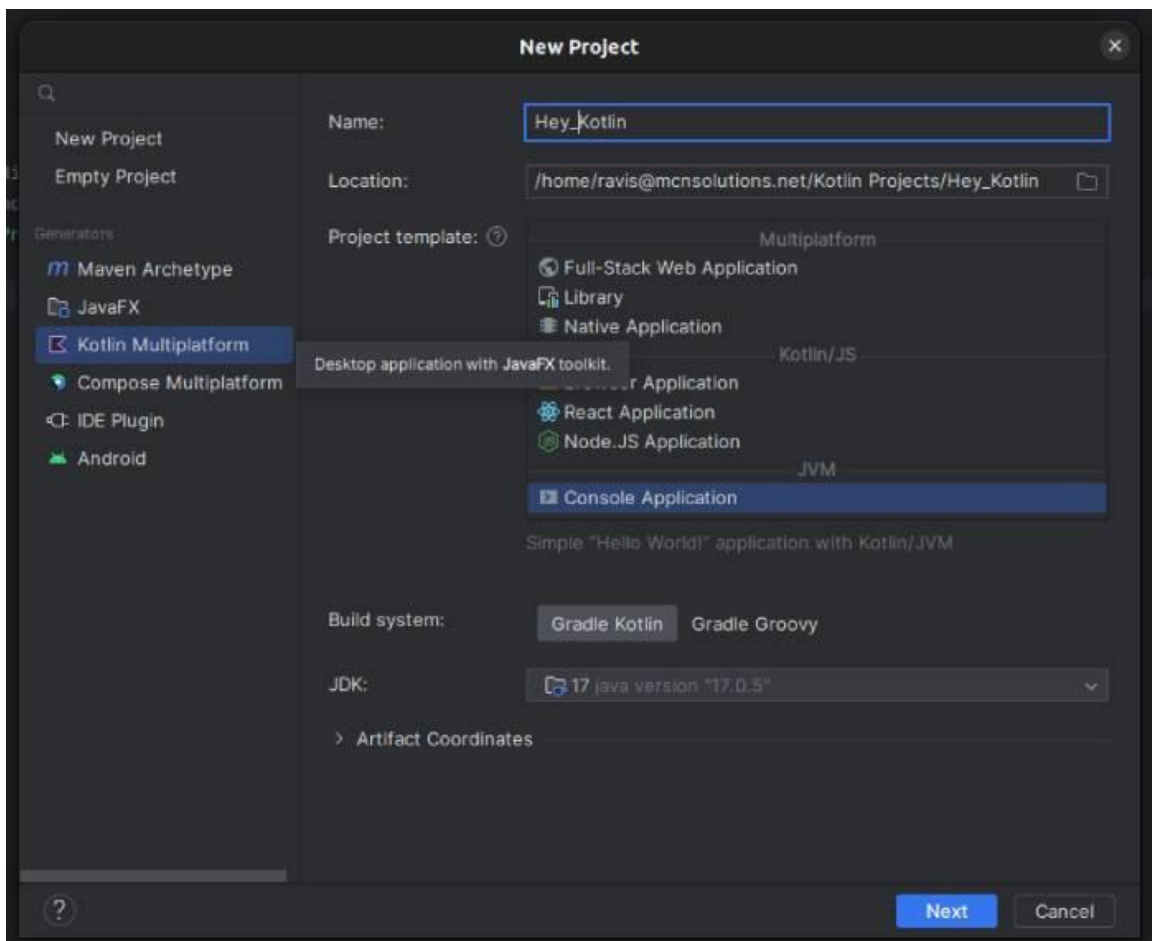 New Project
New Project
Empty Project
Generators
Maven Archetype
JavaFX
Kotlin Multiplatform
Compose Multiplatform
IDE Plugin
Android
Name:
Hey_Kotlin
Location:
/home/ravis@mcnsolutions.net/Kotlin Projects/Hey_Kotlin
Project template: ?
Multiplatform
Full-Stack Web Application
Library
Native Application
Kotlin/JS
Desktop application with JavaFX toolkit.
Application
React Application
Node.JS Application
JVM
Console Application
Simple "Hello World!" application with Kotlin/JVM
Build system:
Gradle Kotlin Gradle Groovy
JDK:
17 java version "17.0.5"
> Artifact Coordinates
? Next Cancel